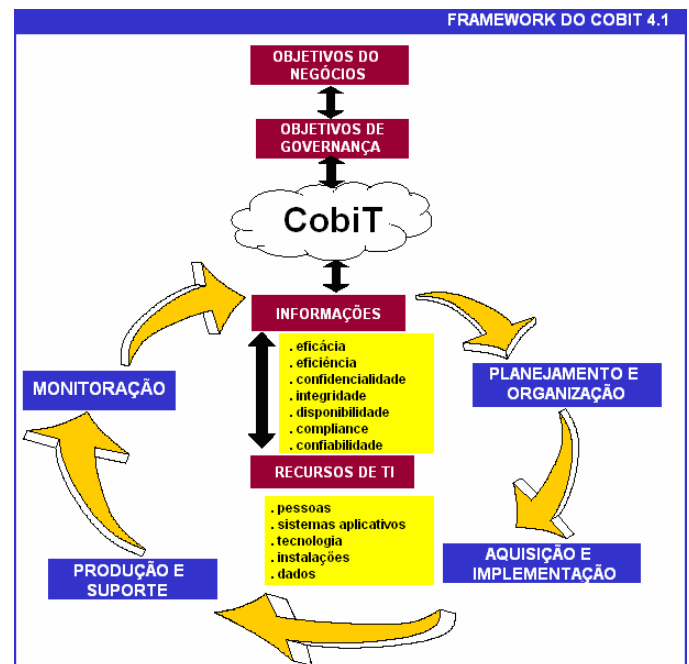 FRAMEWORK DO COBIT 4.1
OBJETIVOS DO
NEGÓCIOS
OBJETIVOS DE
GOVERNANÇA
CobiT
INFORMAÇÕES
. eficácia
. eficiência
. confidencialidade
. integridade
. disponibilidade
. compliance
. confiabilidade
RECURSOS DE TI
. pessoas
. sistemas aplicativos
. tecnologia
. instalações
. dados
PLANEJAMENTO E
ORGANIZAÇÃO
AQUISIÇÃO E
IMPLEMENTAÇÃO
PRODUÇÃO E
SUPORTE
MONITORAÇÃO